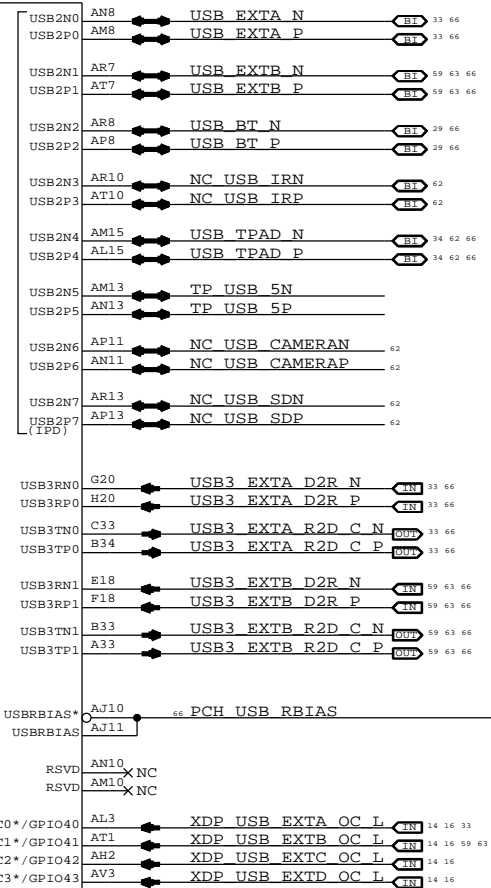 USB2N0 AN8 USB_EXTA_N BI 33 66
USB2P0 AM8 USB_EXTA_P BI 33 66
USB2N1 AR7 USB_EXTB_N BI 59 63 66
USB2P1 AT7 USB_EXTB_P BI 59 63 66
USB2N2 AR8 USB_BT_N BI 29 66
USB2P2 AP8 USB_BT_P BI 29 66
USB2N3 AR10 NC_USB_IRN BI 62
USB2P3 AT10 NC_USB_IRP BI 62
USB2N4 AM15 USB_TPAD_N BI 34 62 66
USB2P4 AL15 USB_TPAD_P BI 34 62 66
USB2N5 AM13 TP_USB_5N
USB2P5 AN13 TP_USB_5P
USB2N6 AP11 NC_USB_CAMERAN 62
USB2P6 AN11 NC_USB_CAMERAP 62
USB2N7 AR13 NC_USB_SDN 62
USB2P7 AP13 NC_USB_SDP 62
(IPD)
USB3RN0 G20 USB3_EXTA_D2R_N IN 33 66
USB3RP0 H20 USB3_EXTA_D2R_P IN 33 66
USB3TN0 C33 USB3_EXTA_R2D_C_N OUT 33 66
USB3TP0 B34 USB3_EXTA_R2D_C_P OUT 33 66
USB3RN1 E18 USB3_EXTB_D2R_N IN 59 63 66
USB3RP1 F18 USB3_EXTB_D2R_P IN 59 63 66
USB3TN1 B33 USB3_EXTB_R2D_C_N OUT 59 63 66
USB3TP1 A33 USB3_EXTB_R2D_C_P OUT 59 63 66
USBRBIAS* AJ10 66 PCH_USB_RBIAS
USBRBIAS AJ11
RSVD AN10 NC
RSVD AM10 NC
C0*/GPIO40 AL3 XDP_USB_EXTA_OC_L IN 14 16 33
C1*/GPIO41 AT1 XDP_USB_EXTB_OC_L IN 14 16 59 63
C2*/GPIO42 AH2 XDP_USB_EXTC_OC_L IN 14 16
C3*/GPIO43 AV3 XDP_USB_EXTD_OC_L IN 14 16